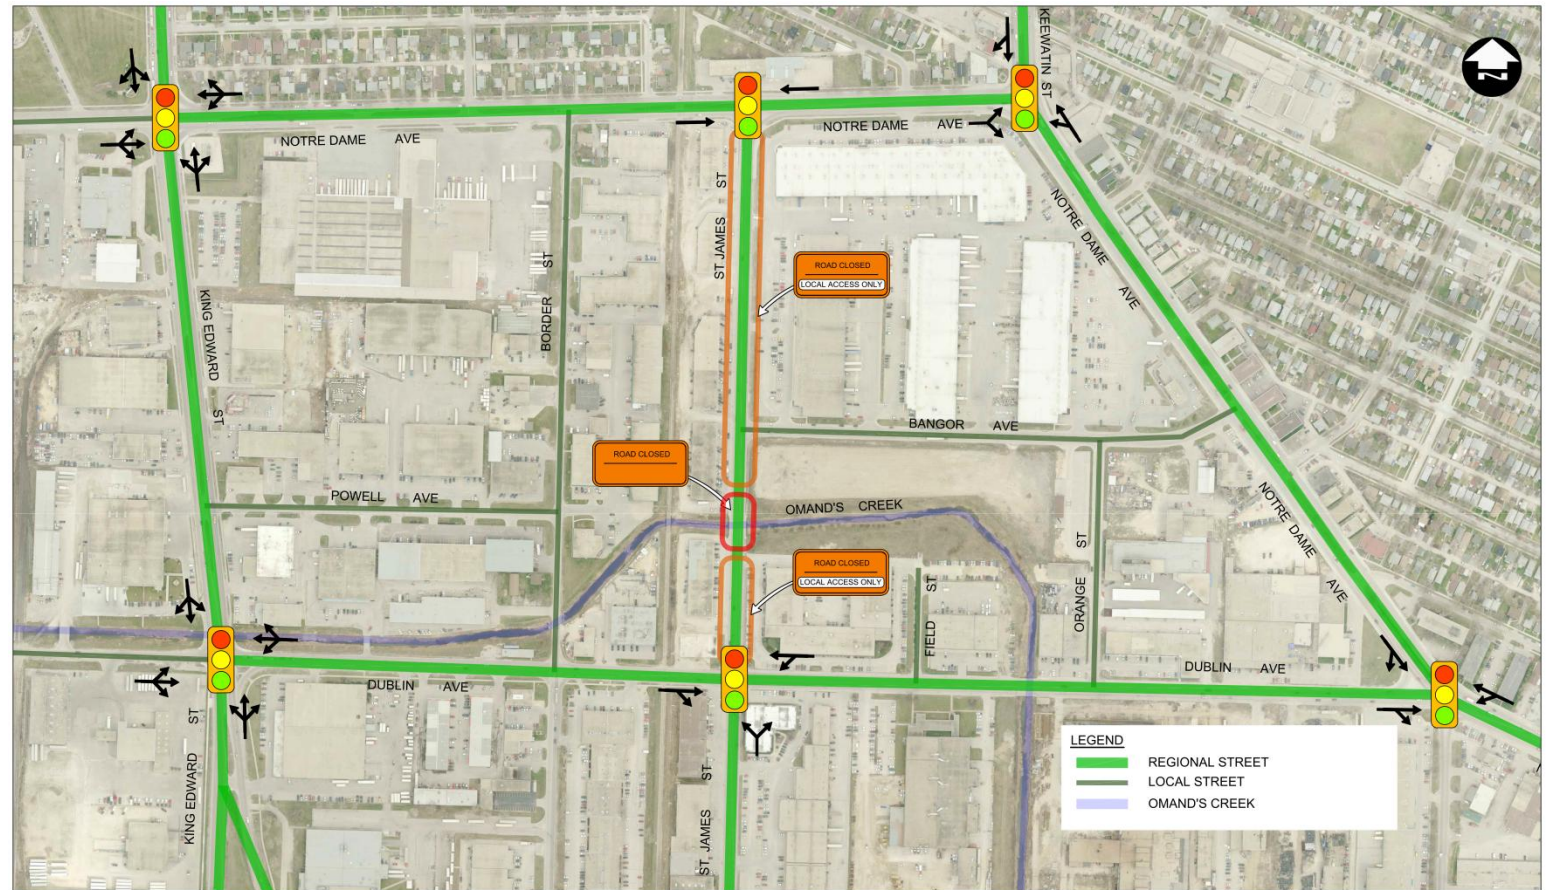 KEEWATIN ST
N
NOTRE DAME AVE
NOTRE DAME AVE
ST JAMES ST
ROAD CLOSED
LOCAL ACCESS ONLY
NOTRE DAME AVE
KING EDWARD ST
BORDER ST
BANGOR AVE
ROAD CLOSED
POWELL AVE
OMAND'S CREEK
NOTRE DAME AVE
ROAD CLOSED
LOCAL ACCESS ONLY
FIELD ST
ORANGE ST
DUBLIN AVE
DUBLIN AVE
KING EDWARD ST
ST. JAMES ST
LEGEND
REGIONAL STREET
LOCAL STREET
OMAND'S CREEK